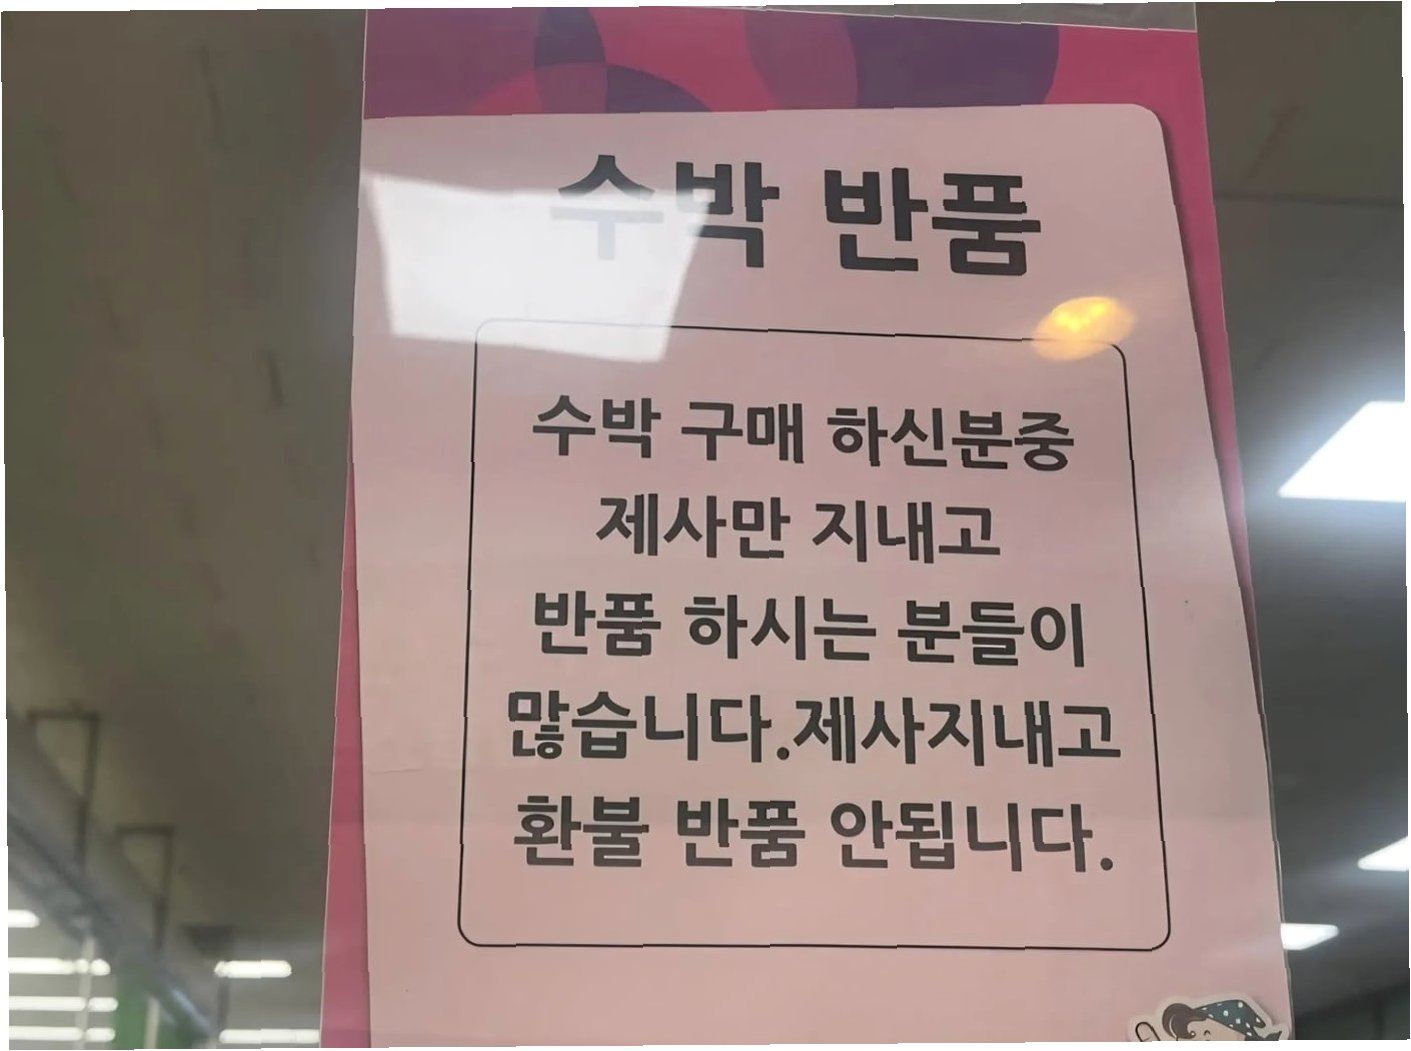 수박 반품
수박 구매 하신분중
제사만 지내고
반품 하시는 분들이
많습니다.제사지내고
환불 반품 안됩니다.